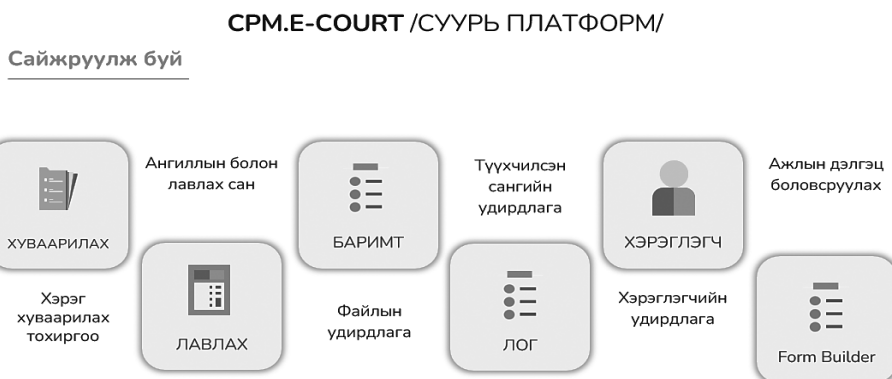 CPM.E-COURT /СУУРЬ ПЛАТФОРМ/
Сайжруулж буй
ХУВААРИЛАХ
Хэрэг
хуваарилах
тохиргоо
Ангиллын болон
лавлах сан
ЛАВЛАХ
БАРИМТ
Файлын
удирдлага
Түүхчилсэн
сангийн
удирдлага
ЛОГ
ХЭРЭГЛЭГЧ
Хэрэглэгчийн
удирдлага
Ажлын дэлгэц
боловсруулах
Form Builder